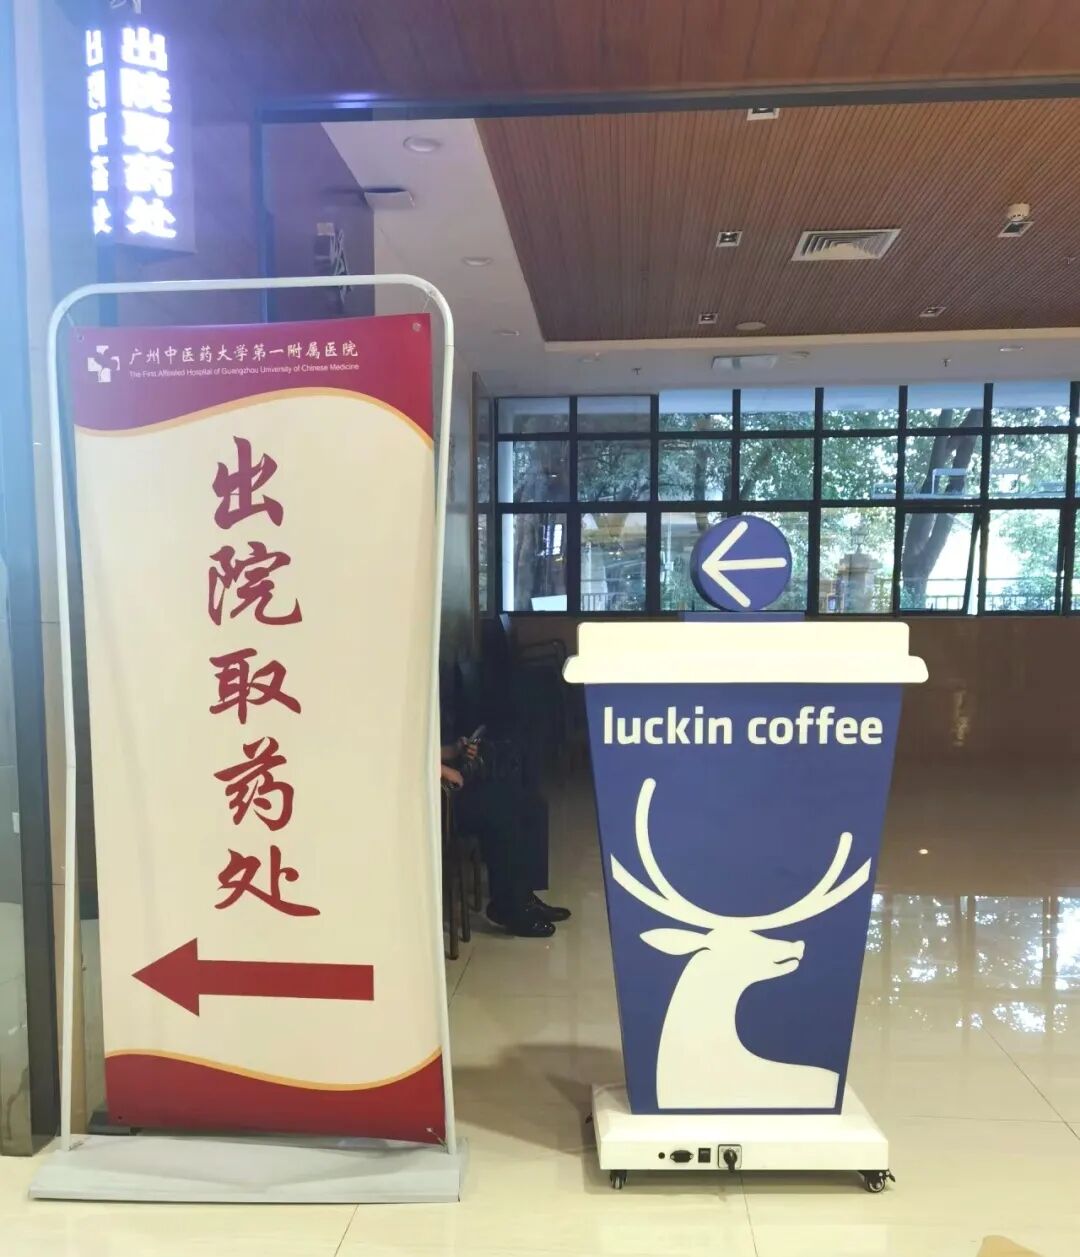 出院取药处
广州中医药大学第一附属医院
The First Affiliated Hospital of Guangzhou University of Chinese Medicine
出院取药处
luckin coffee